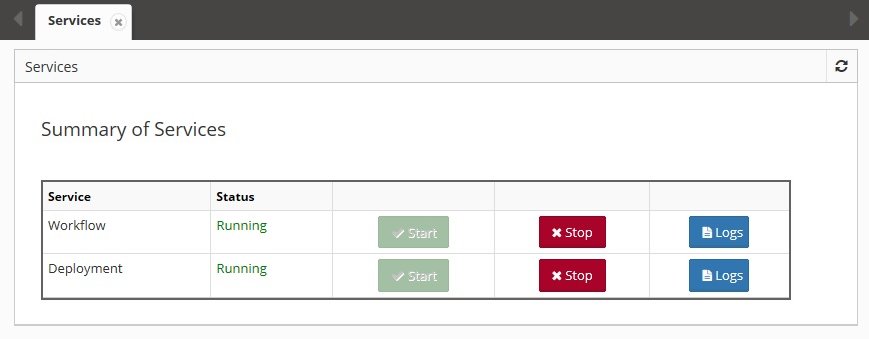 Services
Services
Summary of Services
Service Status
Workflow Running Start Stop Logs
Deployment Running Start Stop Logs